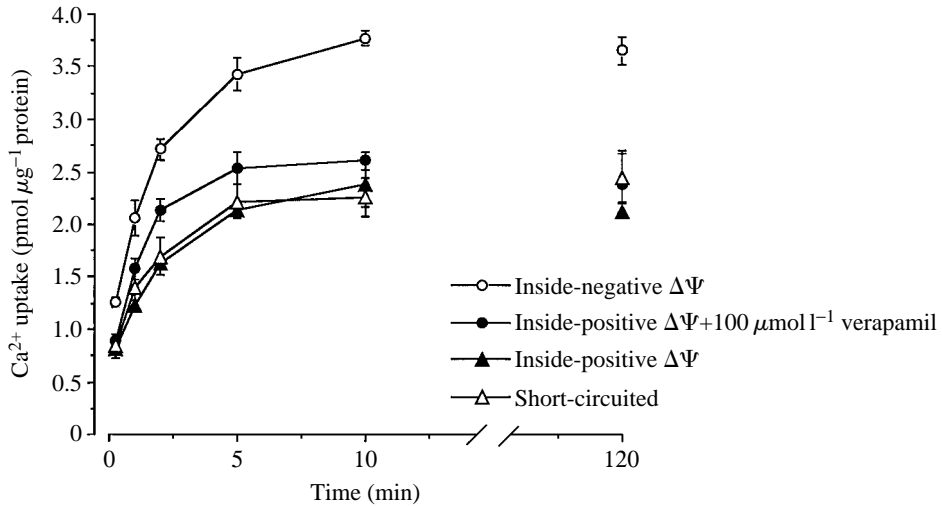 4.0
3.5
3.0
2.5
2.0
1.5
1.0
0.5
0
Ca²⁺ uptake (pmol μg⁻¹ protein)
0
5
10
120
Time (min)
Inside-negative ΔΨ
Inside-positive ΔΨ+100 μmol l⁻¹ verapamil
Inside-positive ΔΨ
Short-circuited